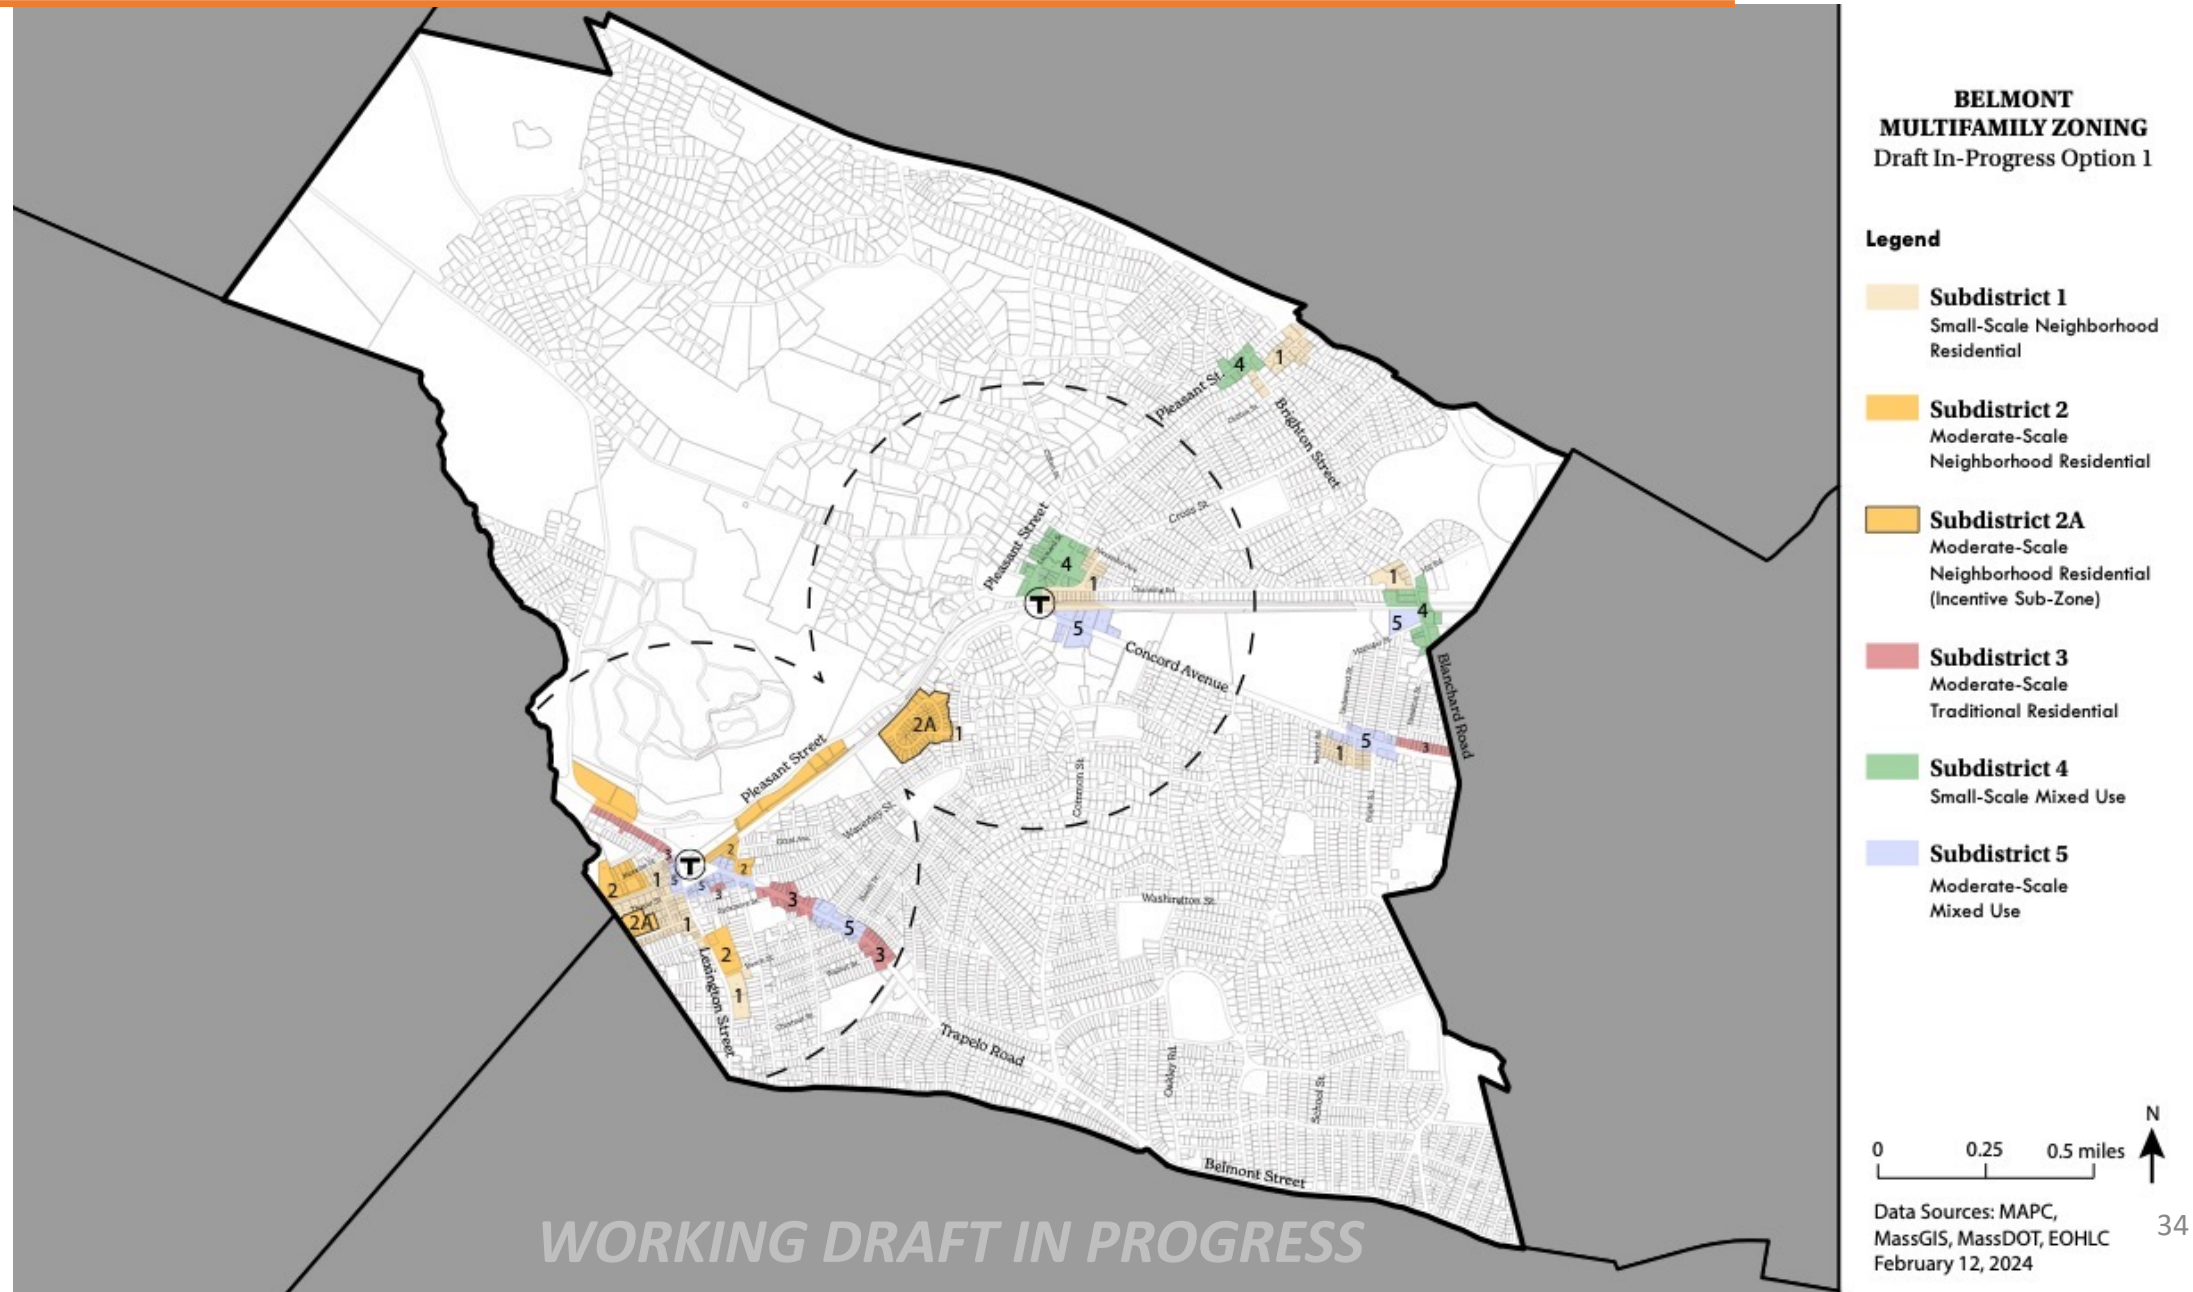 BELMONT
MULTIFAMILY ZONING
Draft In-Progress Option 1
Legend
Subdistrict 1
Small-Scale Neighborhood
Residential
Subdistrict 2
Moderate-Scale
Neighborhood Residential
Subdistrict 2A
Moderate-Scale
Neighborhood Residential
(Incentive Sub-Zone)
Subdistrict 3
Moderate-Scale
Traditional Residential
Subdistrict 4
Small-Scale Mixed Use
Subdistrict 5
Moderate-Scale
Mixed Use
0 0.25 0.5 miles
N
Data Sources: MAPC,
MassGIS, MassDOT, EOHLC
February 12, 2024
34
4
1
Pleasant St.
Brighton Street
Cross St.
Pleasant Street
4
1
Channing Rd.
T
5
Concord Avenue
1
4
5
Blanchard Road
2A
1
5
1
3
Pleasant Street
Common St.
Waverley St.
3
T
2
2
2
1
5
5
3
2A
1
3
5
3
2
1
Lexington Street
Washington St.
Trapelo Road
Oakley Rd.
School St.
Belmont Street
WORKING DRAFT IN PROGRESS